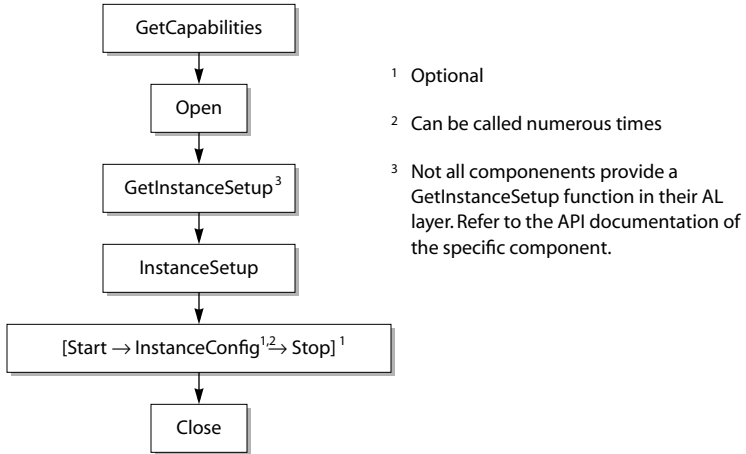 GetCapabilities
Open
GetInstanceSetup³
InstanceSetup
[Start → InstanceConfig¹,²→ Stop] ¹
Close
¹ Optional
² Can be called numerous times
³ Not all componenents provide a
GetInstanceSetup function in their AL
layer. Refer to the API documentation of
the specific component.